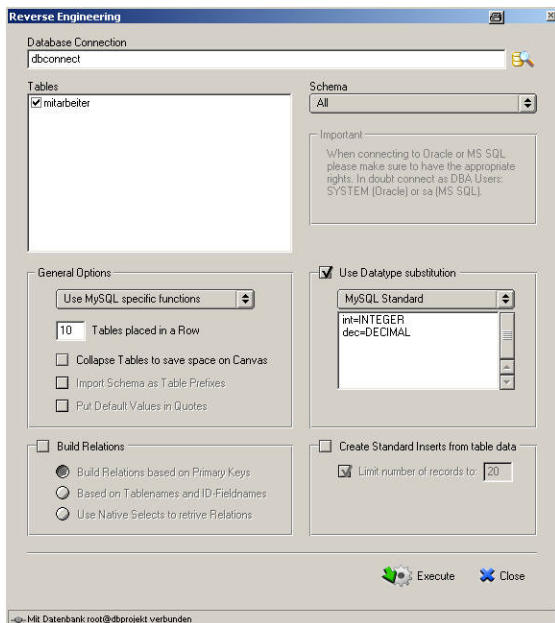 Reverse Engineering
Database Connection
dbconnect
Tables
mitarbeiter
Schema
All
Important
When connecting to Oracle or MS SQL
please make sure to have the appropriate
rights. In doubt connect as DBA Users:
SYSTEM (Oracle) or sa (MS SQL).
General Options
Use MySQL specific functions
10 Tables placed in a Row
Collapse Tables to save space on Canvas
Import Schema as Table Prefixes
Put Default Values in Quotes
Use Datatype substitution
MySQL Standard
int=INTEGER
dec=DECIMAL
Build Relations
Build Relations based on Primary Keys
Based on Tablenames and ID-Fieldnames
Use Native Selects to retrive Relations
Create Standard Inserts from table data
Limit number of records to: 20
Execute
Close
Mit Datenbank root@dbprojekt verbunden